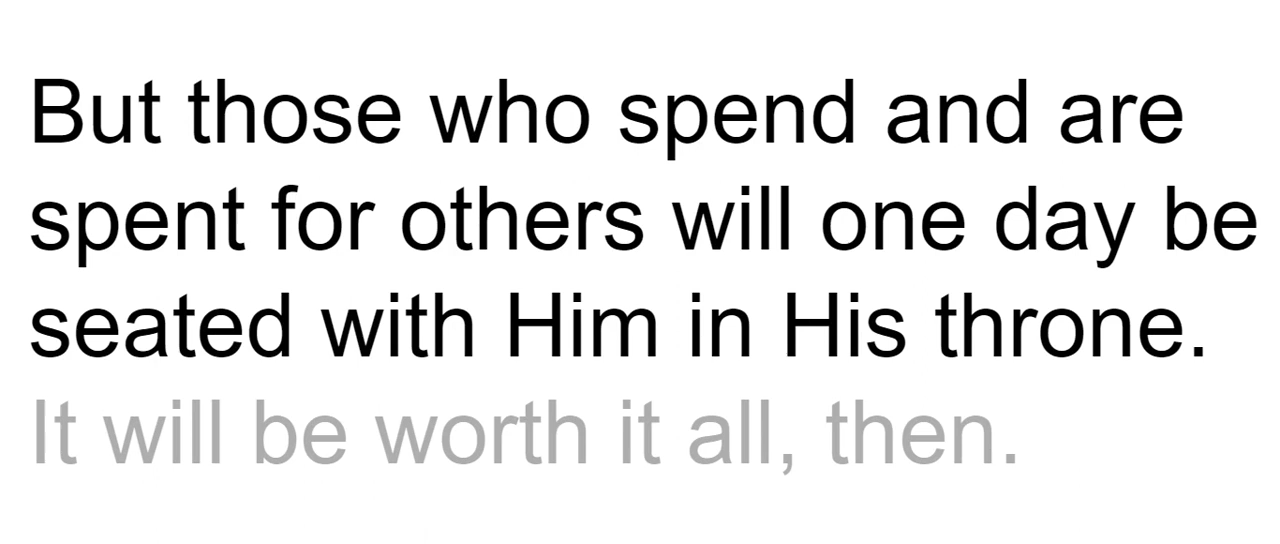 But those who spend and are
spent for others will one day be
seated with Him in His throne.
It will be worth it all, then.